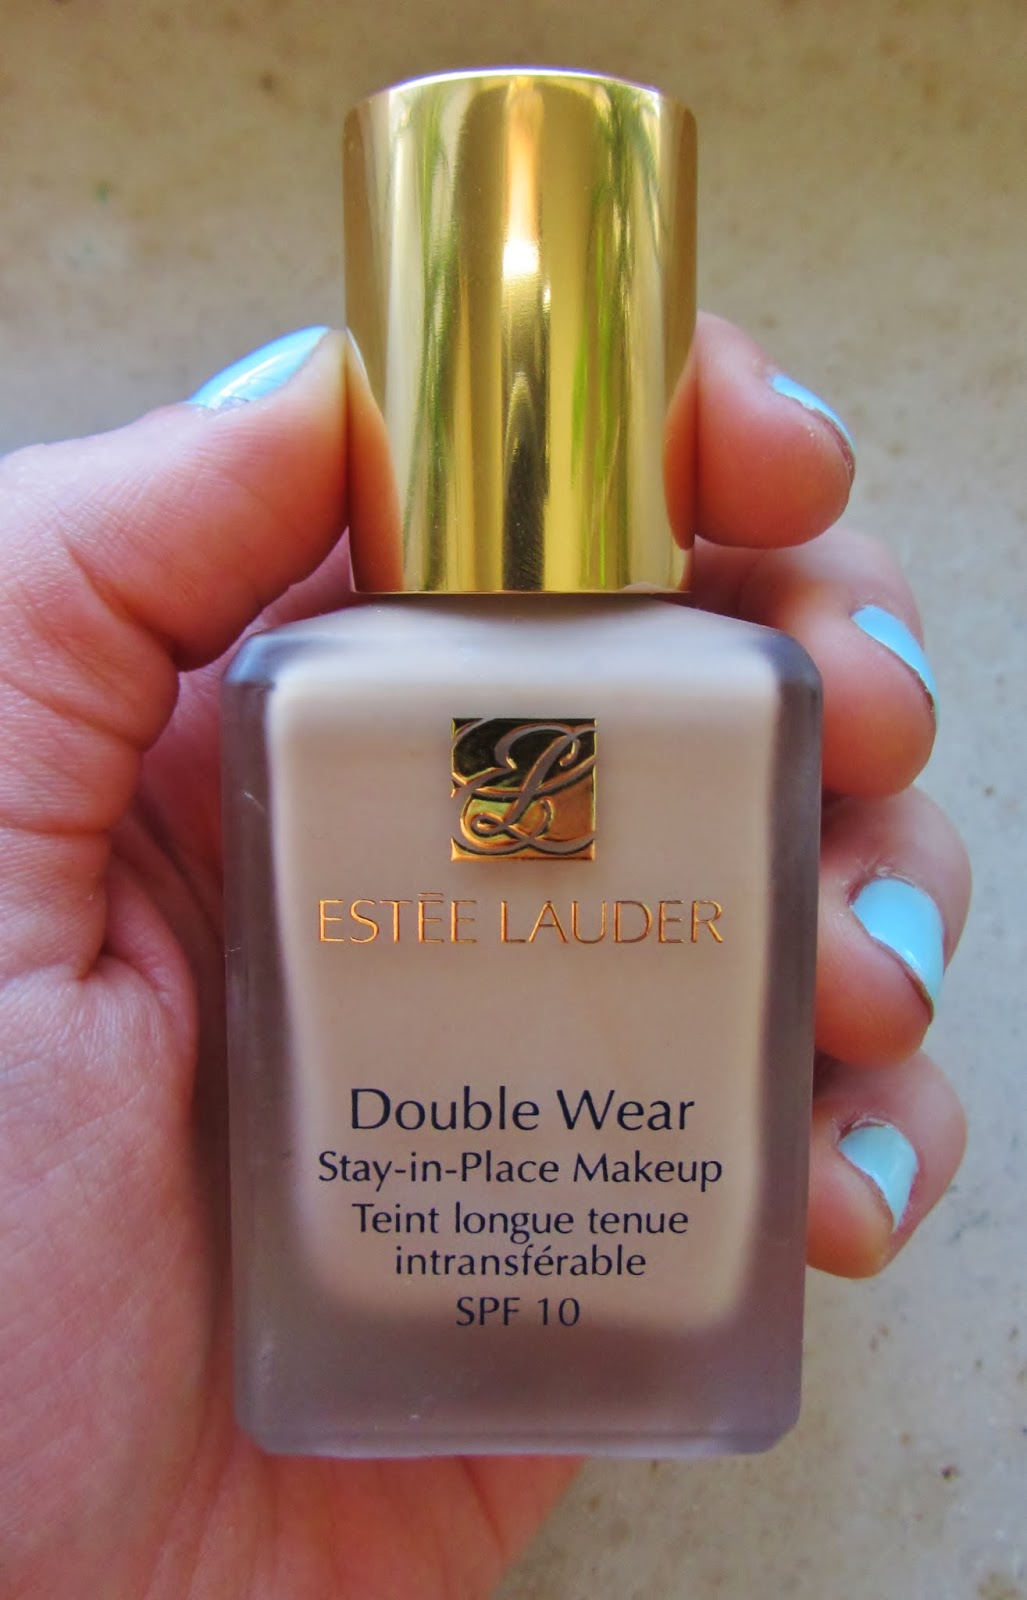 ESTĒE LAUDER
Double Wear
Stay-in-Place Makeup
Teint longue tenue
intransférable
SPF 10